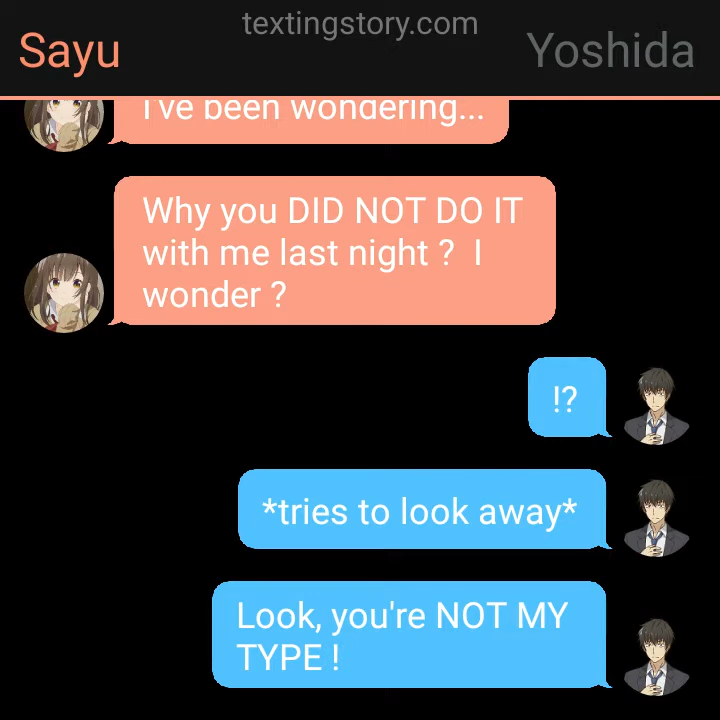 textingstory.com
Sayu
Yoshida
I've been wondering...
Why you DID NOT DO IT
with me last night ?  I
wonder ?
!?
*tries to look away*
Look, you're NOT MY
TYPE !